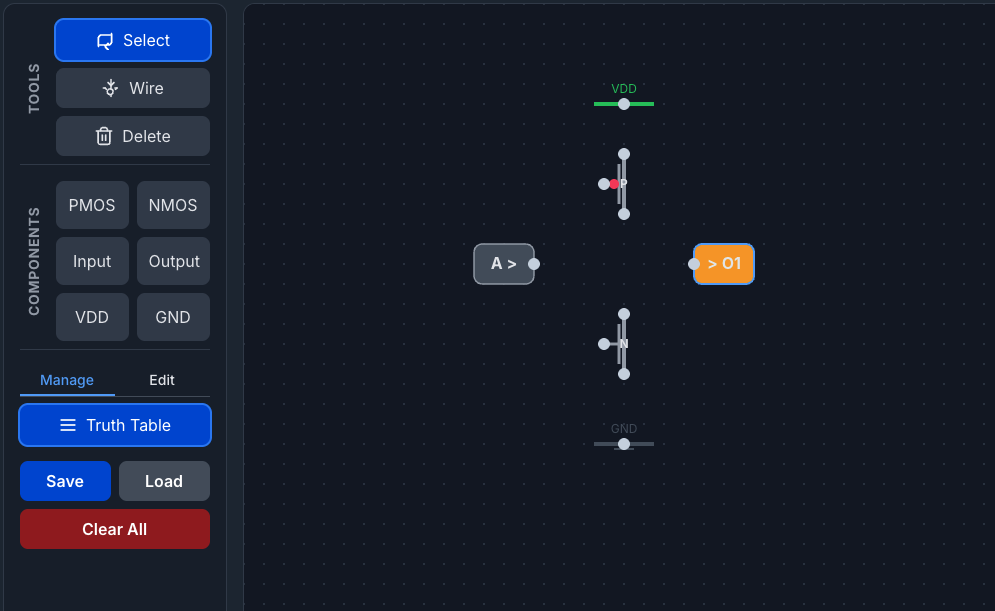 TOOLS
Select
Wire
Delete
COMPONENTS
PMOS NMOS
Input Output
VDD GND
Manage Edit
Truth Table
Save Load
Clear All
VDD
P
A > > O1
N
GND